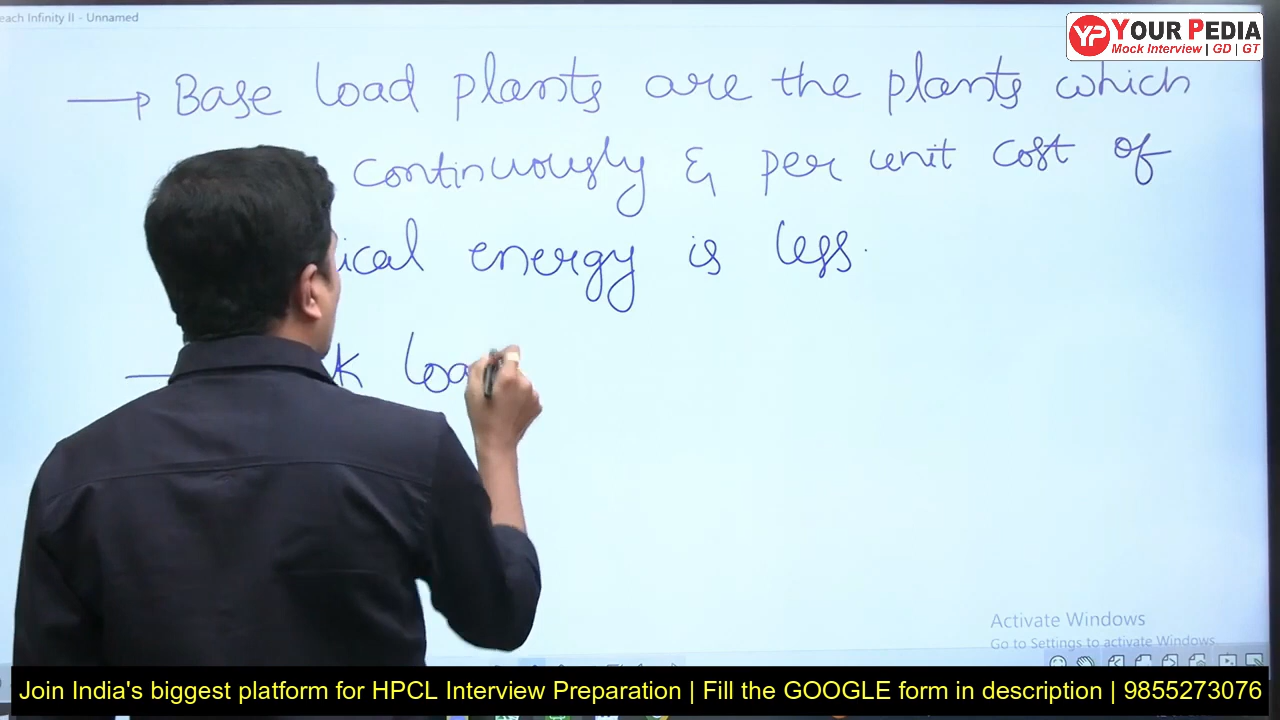 each Infinity II - Unnamed
YP YOUR PEDIA
Mock Interview | GD | GT
→ Base load plants are the plants which
continuously & per unit cost of
ical energy is less.
k loa
Activate Windows
Go to Settings to activate Windows.
Join India's biggest platform for HPCL Interview Preparation | Fill the GOOGLE form in description | 9855273076